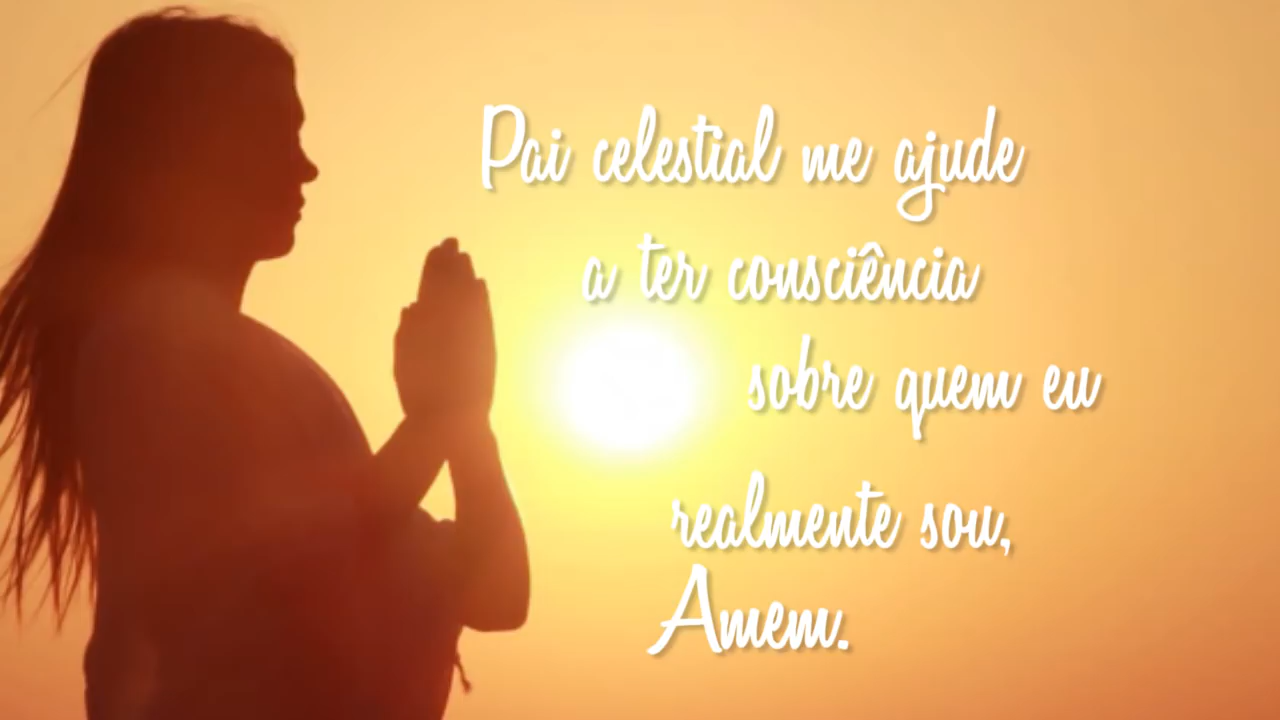 Pai celestial me ajude
a ter consciência
sobre quem eu
realmente sou,
Amem.